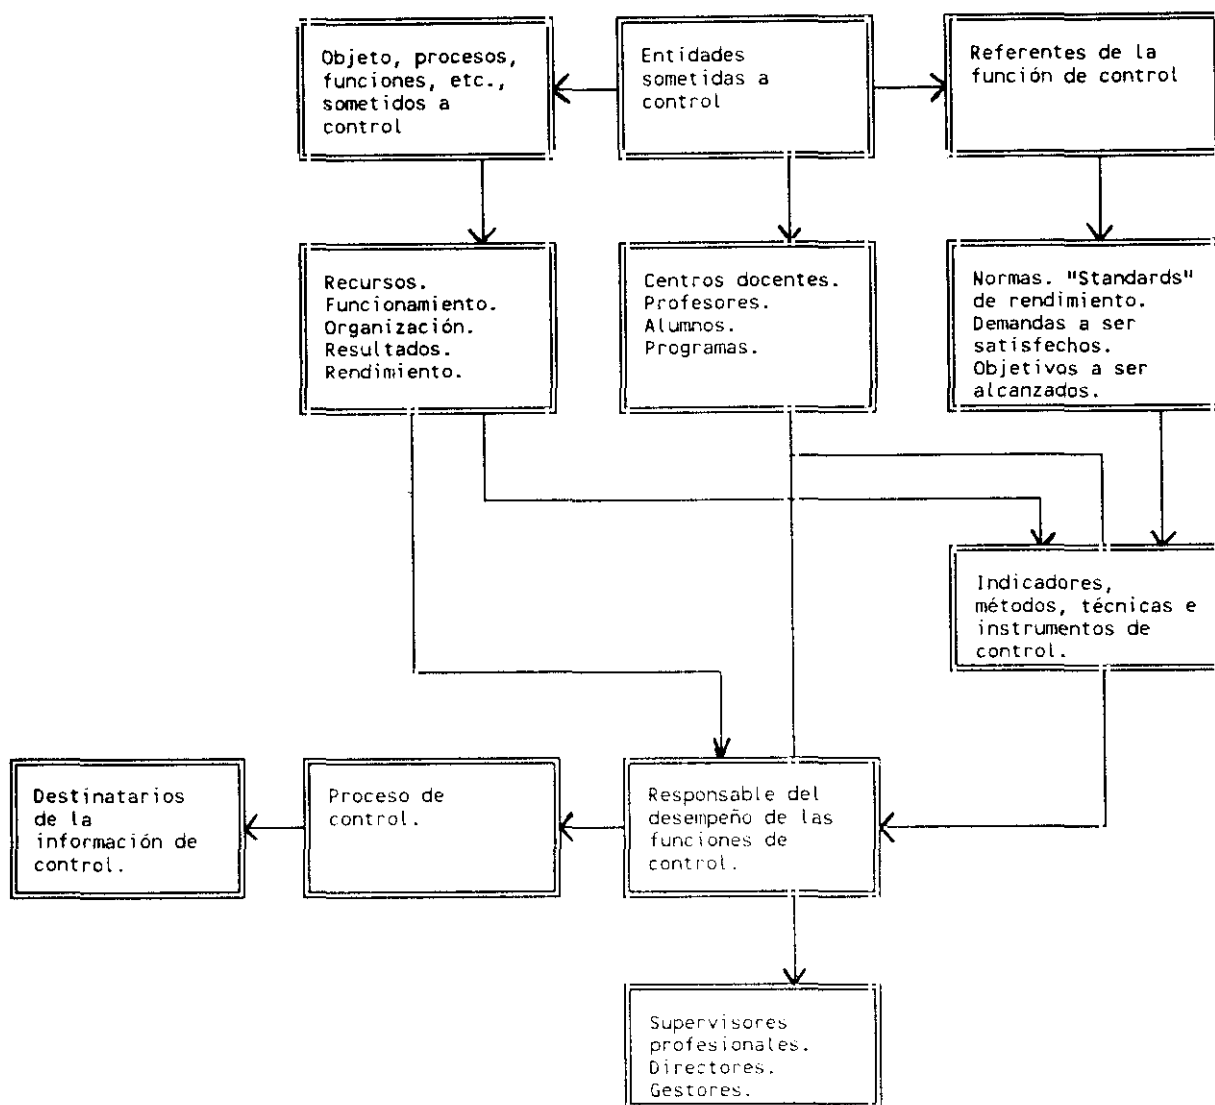 Objeto, procesos,
funciones, etc.,
sometidos a
control
Entidades
sometidas a
control
Referentes de la
función de control
Recursos.
Funcionamiento.
Organización.
Resultados.
Rendimiento.
Centros docentes.
Profesores.
Alumnos.
Programas.
Normas. "Standards"
de rendimiento.
Demandas a ser
satisfechos.
Objetivos a ser
alcanzados.
Indicadores,
métodos, técnicas e
instrumentos de
control.
Destinatarios
de la
información de
control.
Proceso de
control.
Responsable del
desempeño de las
funciones de
control.
Supervisores
profesionales.
Directores.
Gestores.